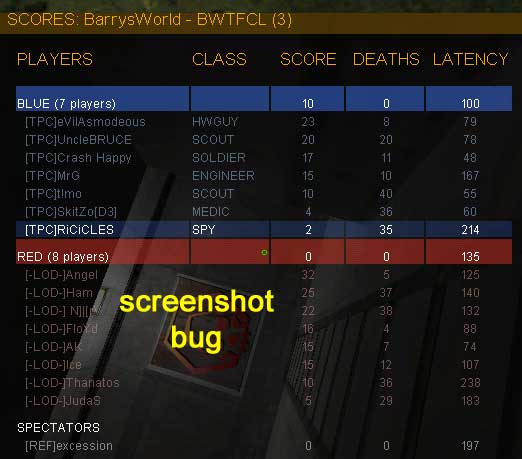 SCORES: BarrysWorld - BWTFCL (3)
PLAYERS CLASS SCORE DEATHS LATENCY
BLUE (7 players) 10 0 100
[TPC]eVilAsmodeous HWGUY 23 8 79
[TPC]UncleBRUCE SCOUT 20 20 78
[TPC]Crash Happy SOLDIER 17 11 48
[TPC]MrG ENGINEER 15 10 167
[TPC]t!mo SCOUT 10 40 55
[TPC]SkitZo[D3] MEDIC 4 36 60
[TPC]RiCiCLES SPY 2 35 214
RED (8 players) 0 0 135
[-LOD-]Angel 32 5 125
[-LOD-]Ham 25 37 140
[-LOD-] 22 38 132
[-LOD-]FloYd 16 4 88
[-LOD-]AK 15 7 74
[-LOD-]Ice 15 12 107
[-LOD-]Thanatos 10 36 238
[-LOD-]JudaS 5 29 183
screenshot
bug
SPECTATORS
[REF]excession 0 0 197